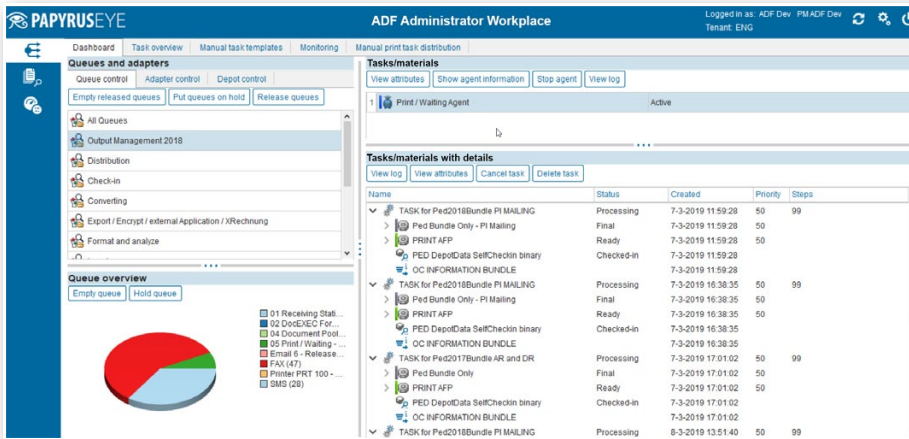 PAPYRUSEYE
ADF Administrator Workplace
Logged in as: ADF Dev PM ADF Dev
Tenant: ENG
Dashboard Task overview Manual task templates Monitoring Manual print task distribution
Queues and adapters
Queue control Adapter control Depot control
Empty released queues Put queues on hold Release queues
All Queues
Output Management 2018
Distribution
Check-in
Converting
Export / Encrypt / external Application / XRechnung
Format and analyze
Queue overview
Empty queue Hold queue
01 Receiving Stati...
02 DocEXEC For...
04 Document Pool...
05 Print / Waiting - ...
Email 6 - Release...
FAX (47)
Printer PRT 100 - ...
SMS (28)
Tasks/materials
View attributes Show agent information Stop agent View log
1 Print / Waiting Agent Active
Tasks/materials with details
View log View attributes Cancel task Delete task
Name Status Created Priority Steps
TASK for Ped2018Bundle PI MAILING Processing 7-3-2019 11:59:28 50 99
Ped Bundle Only - PI Mailing Final 7-3-2019 11:59:28 50
PRINT AFP Ready 7-3-2019 11:59:28 50
PED DepotData SelfCheckin binary Checked-in 7-3-2019 11:59:28
OC INFORMATION BUNDLE 7-3-2019 11:59:28
TASK for Ped2018Bundle PI MAILING Processing 7-3-2019 16:38:35 50 99
Ped Bundle Only - PI Mailing Final 7-3-2019 16:38:35 50
PRINT AFP Ready 7-3-2019 16:38:35 50
PED DepotData SelfCheckin binary Checked-in 7-3-2019 16:38:35
OC INFORMATION BUNDLE 7-3-2019 16:38:35
TASK for Ped2017Bundle AR and DR Processing 7-3-2019 17:01:02 50 99
Ped Bundle Only Final 7-3-2019 17:01:02 50
PRINT AFP Ready 7-3-2019 17:01:02 50
PED DepotData SelfCheckin binary Checked-in 7-3-2019 17:01:02
OC INFORMATION BUNDLE 7-3-2019 17:01:02
TASK for Ped2018Bundle PI MAILING Processing 8-3-2019 13:51:40 50 99